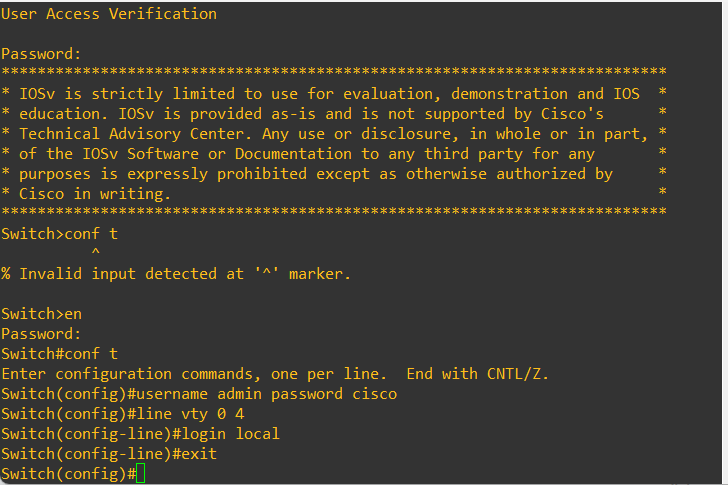 User Access Verification

Password:
**************************************************************************
* IOSv is strictly limited to use for evaluation, demonstration and IOS  *
* education. IOSv is provided as-is and is not supported by Cisco's      *
* Technical Advisory Center. Any use or disclosure, in whole or in part, *
* of the IOSv Software or Documentation to any third party for any       *
* purposes is expressly prohibited except as otherwise authorized by     *
* Cisco in writing.                                                      *
**************************************************************************
Switch>conf t
          ^
% Invalid input detected at '^' marker.

Switch>en
Password:
Switch#conf t
Enter configuration commands, one per line.  End with CNTL/Z.
Switch(config)#username admin password cisco
Switch(config)#line vty 0 4
Switch(config-line)#login local
Switch(config-line)#exit
Switch(config)#